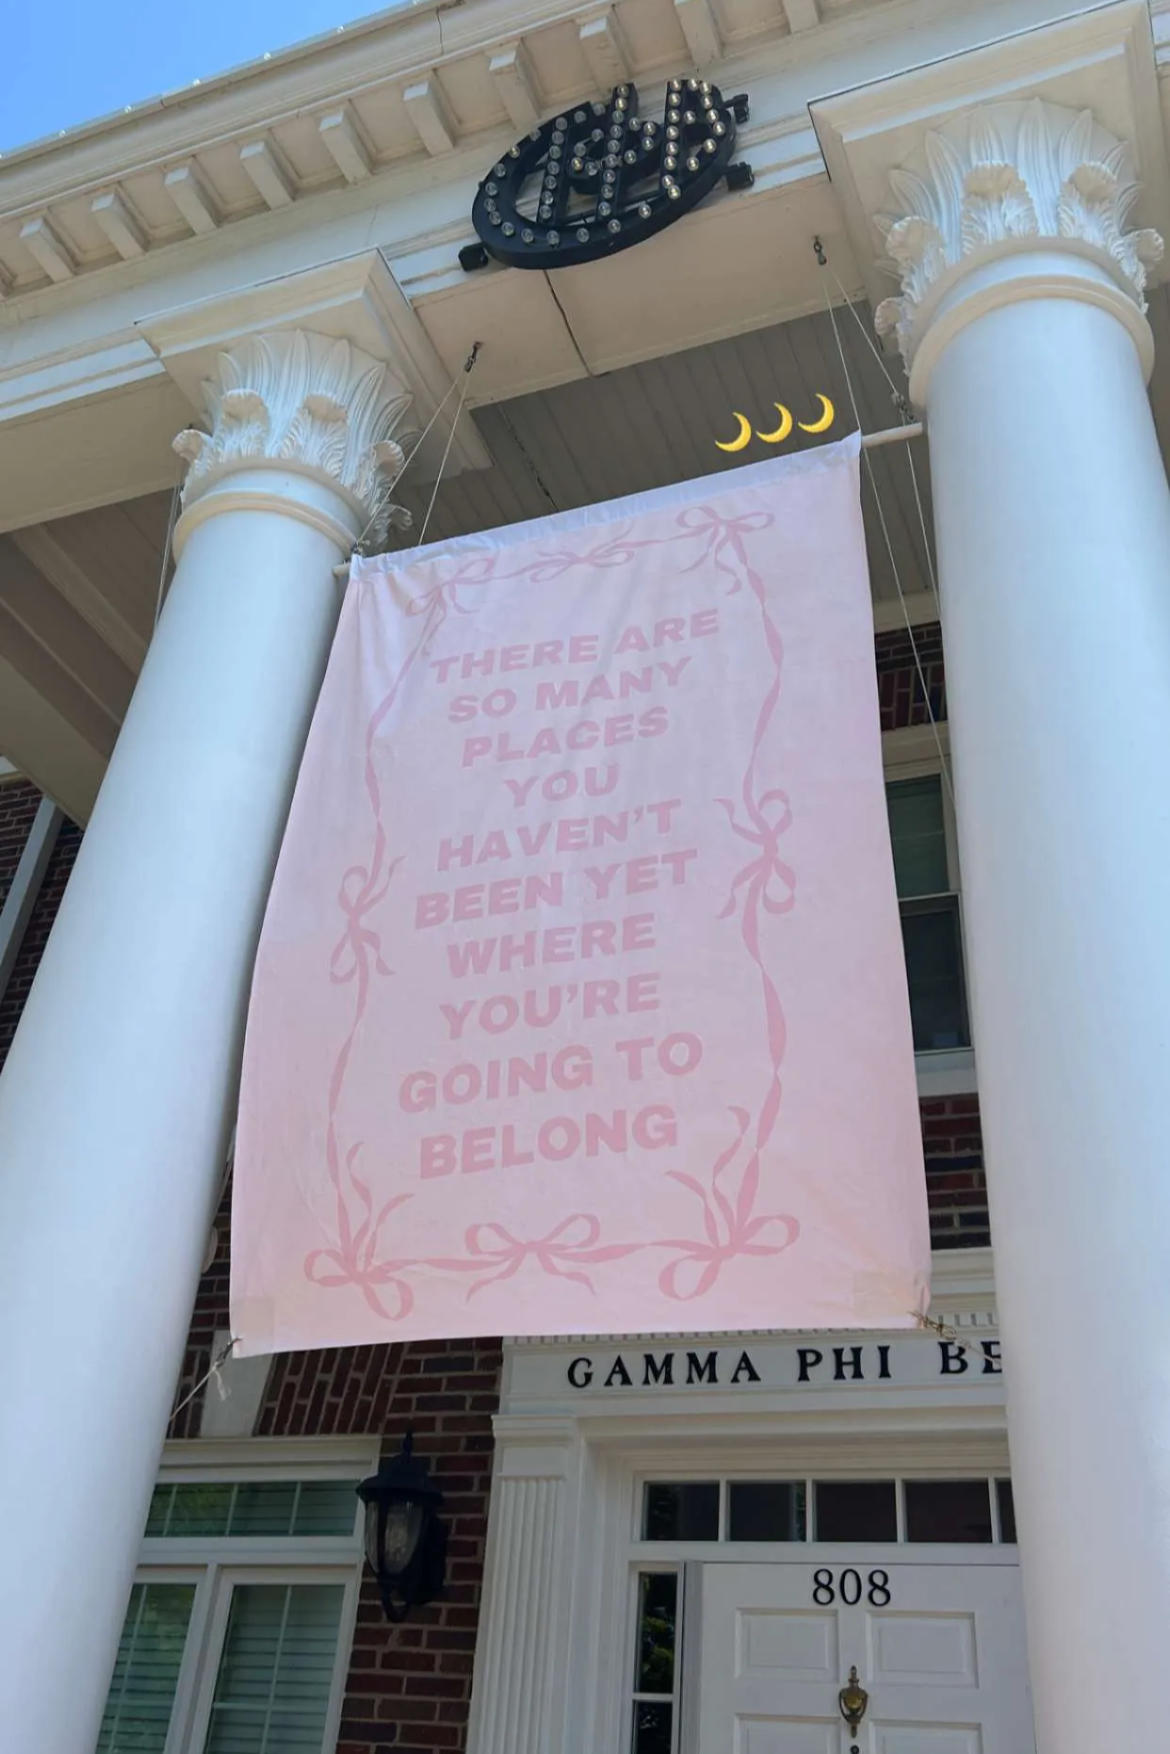 THERE ARE
SO MANY
PLACES
YOU
HAVEN'T
BEEN YET
WHERE
YOU'RE
GOING TO
BELONG
GAMMA PHI BE
808